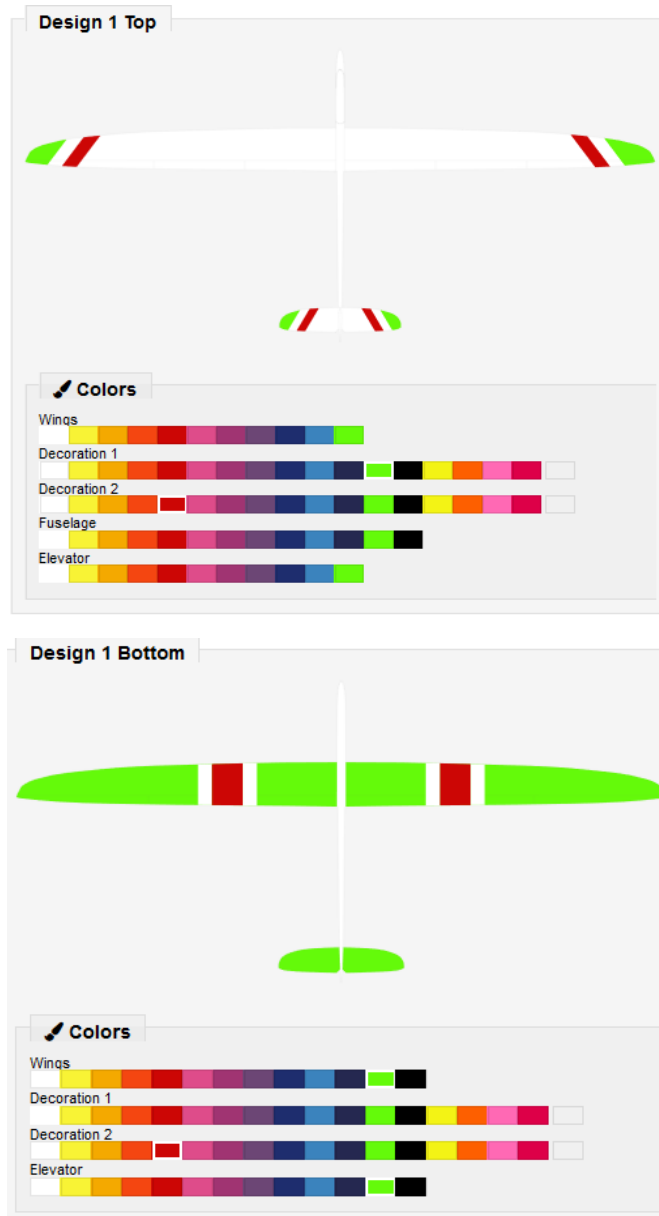 Design 1 Top
Colors
Wings
Decoration 1
Decoration 2
Fuselage
Elevator
Design 1 Bottom
Colors
Wings
Decoration 1
Decoration 2
Elevator